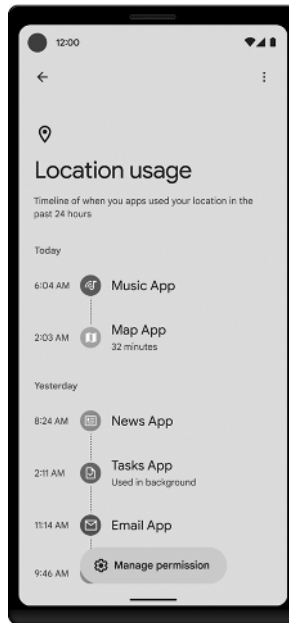 12:00
Location usage
Timeline of when you apps used your location in the
past 24 hours
Today
6:04 AM Music App
2:03 AM Map App
32 minutes
Yesterday
8:24 AM News App
2:11 AM Tasks App
Used in background
11:14 AM Email App
9:46 AM
Manage permission